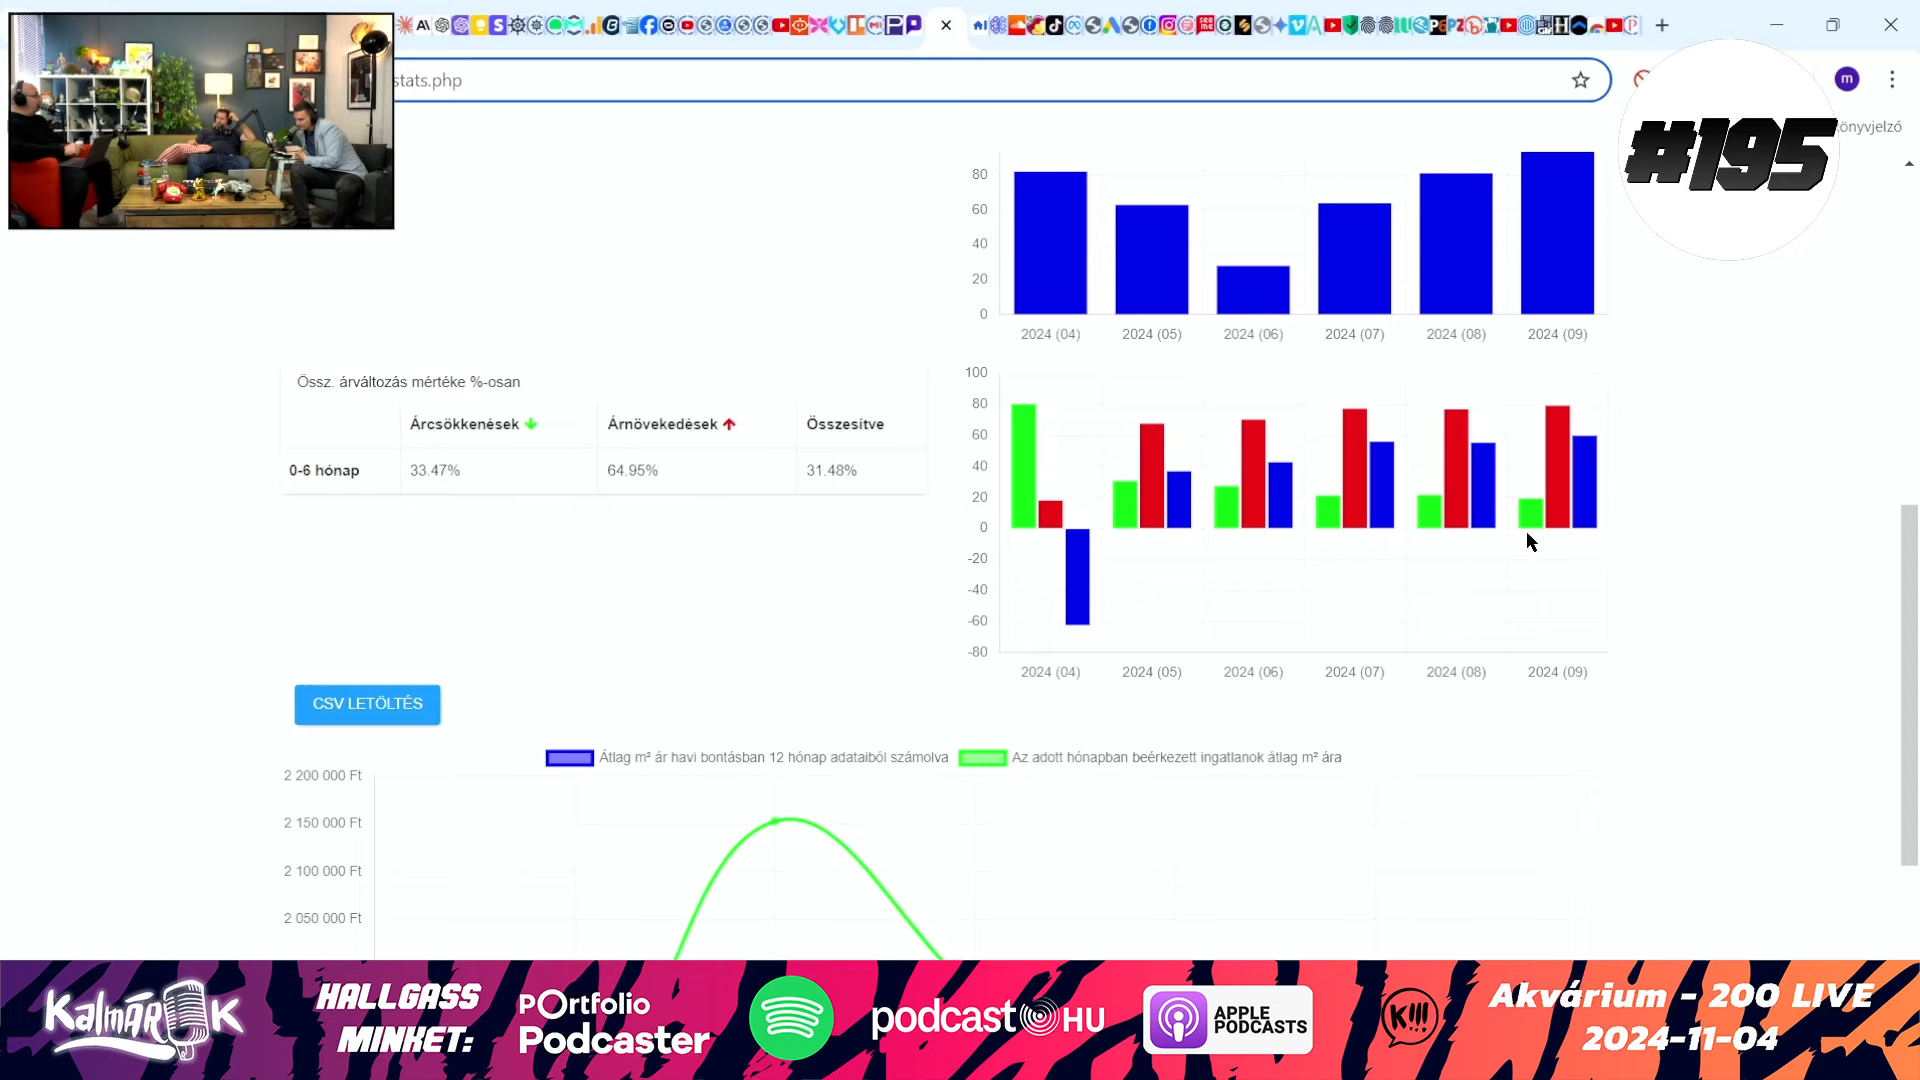 stats.php
m
önyvjelző
#195
80
60
40
20
0
2024 (04) 2024 (05) 2024 (06) 2024 (07) 2024 (08) 2024 (09)
Össz. árváltozás mértéke %-osan
Árcsökkenések Árnövekedések Összesítve
0-6 hónap 33.47% 64.95% 31.48%
100
80
60
40
20
0
-20
-40
-60
-80
2024 (04) 2024 (05) 2024 (06) 2024 (07) 2024 (08) 2024 (09)
CSV LETÖLTÉS
Átlag m² ár havi bontásban 12 hónap adataiból számolva Az adott hónapban beérkezett ingatlanok átlag m² ára
2 200 000 Ft
2 150 000 Ft
2 100 000 Ft
2 050 000 Ft
KalmÁROK
HALLGASS
MINKET:
POrtfolio
Podcaster
podcast HU
APPLE
PODCASTS
K!!!
Akvárium - 200 LIVE
2024-11-04